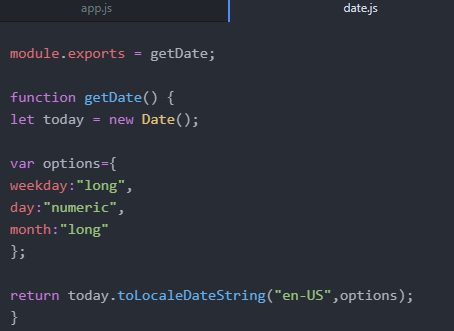 app.js date.js
module.exports = getDate;
function getDate() {
let today = new Date();
var options={
weekday:"long",
day:"numeric",
month:"long"
};
return today.toLocaleDateString("en-US",options);
}